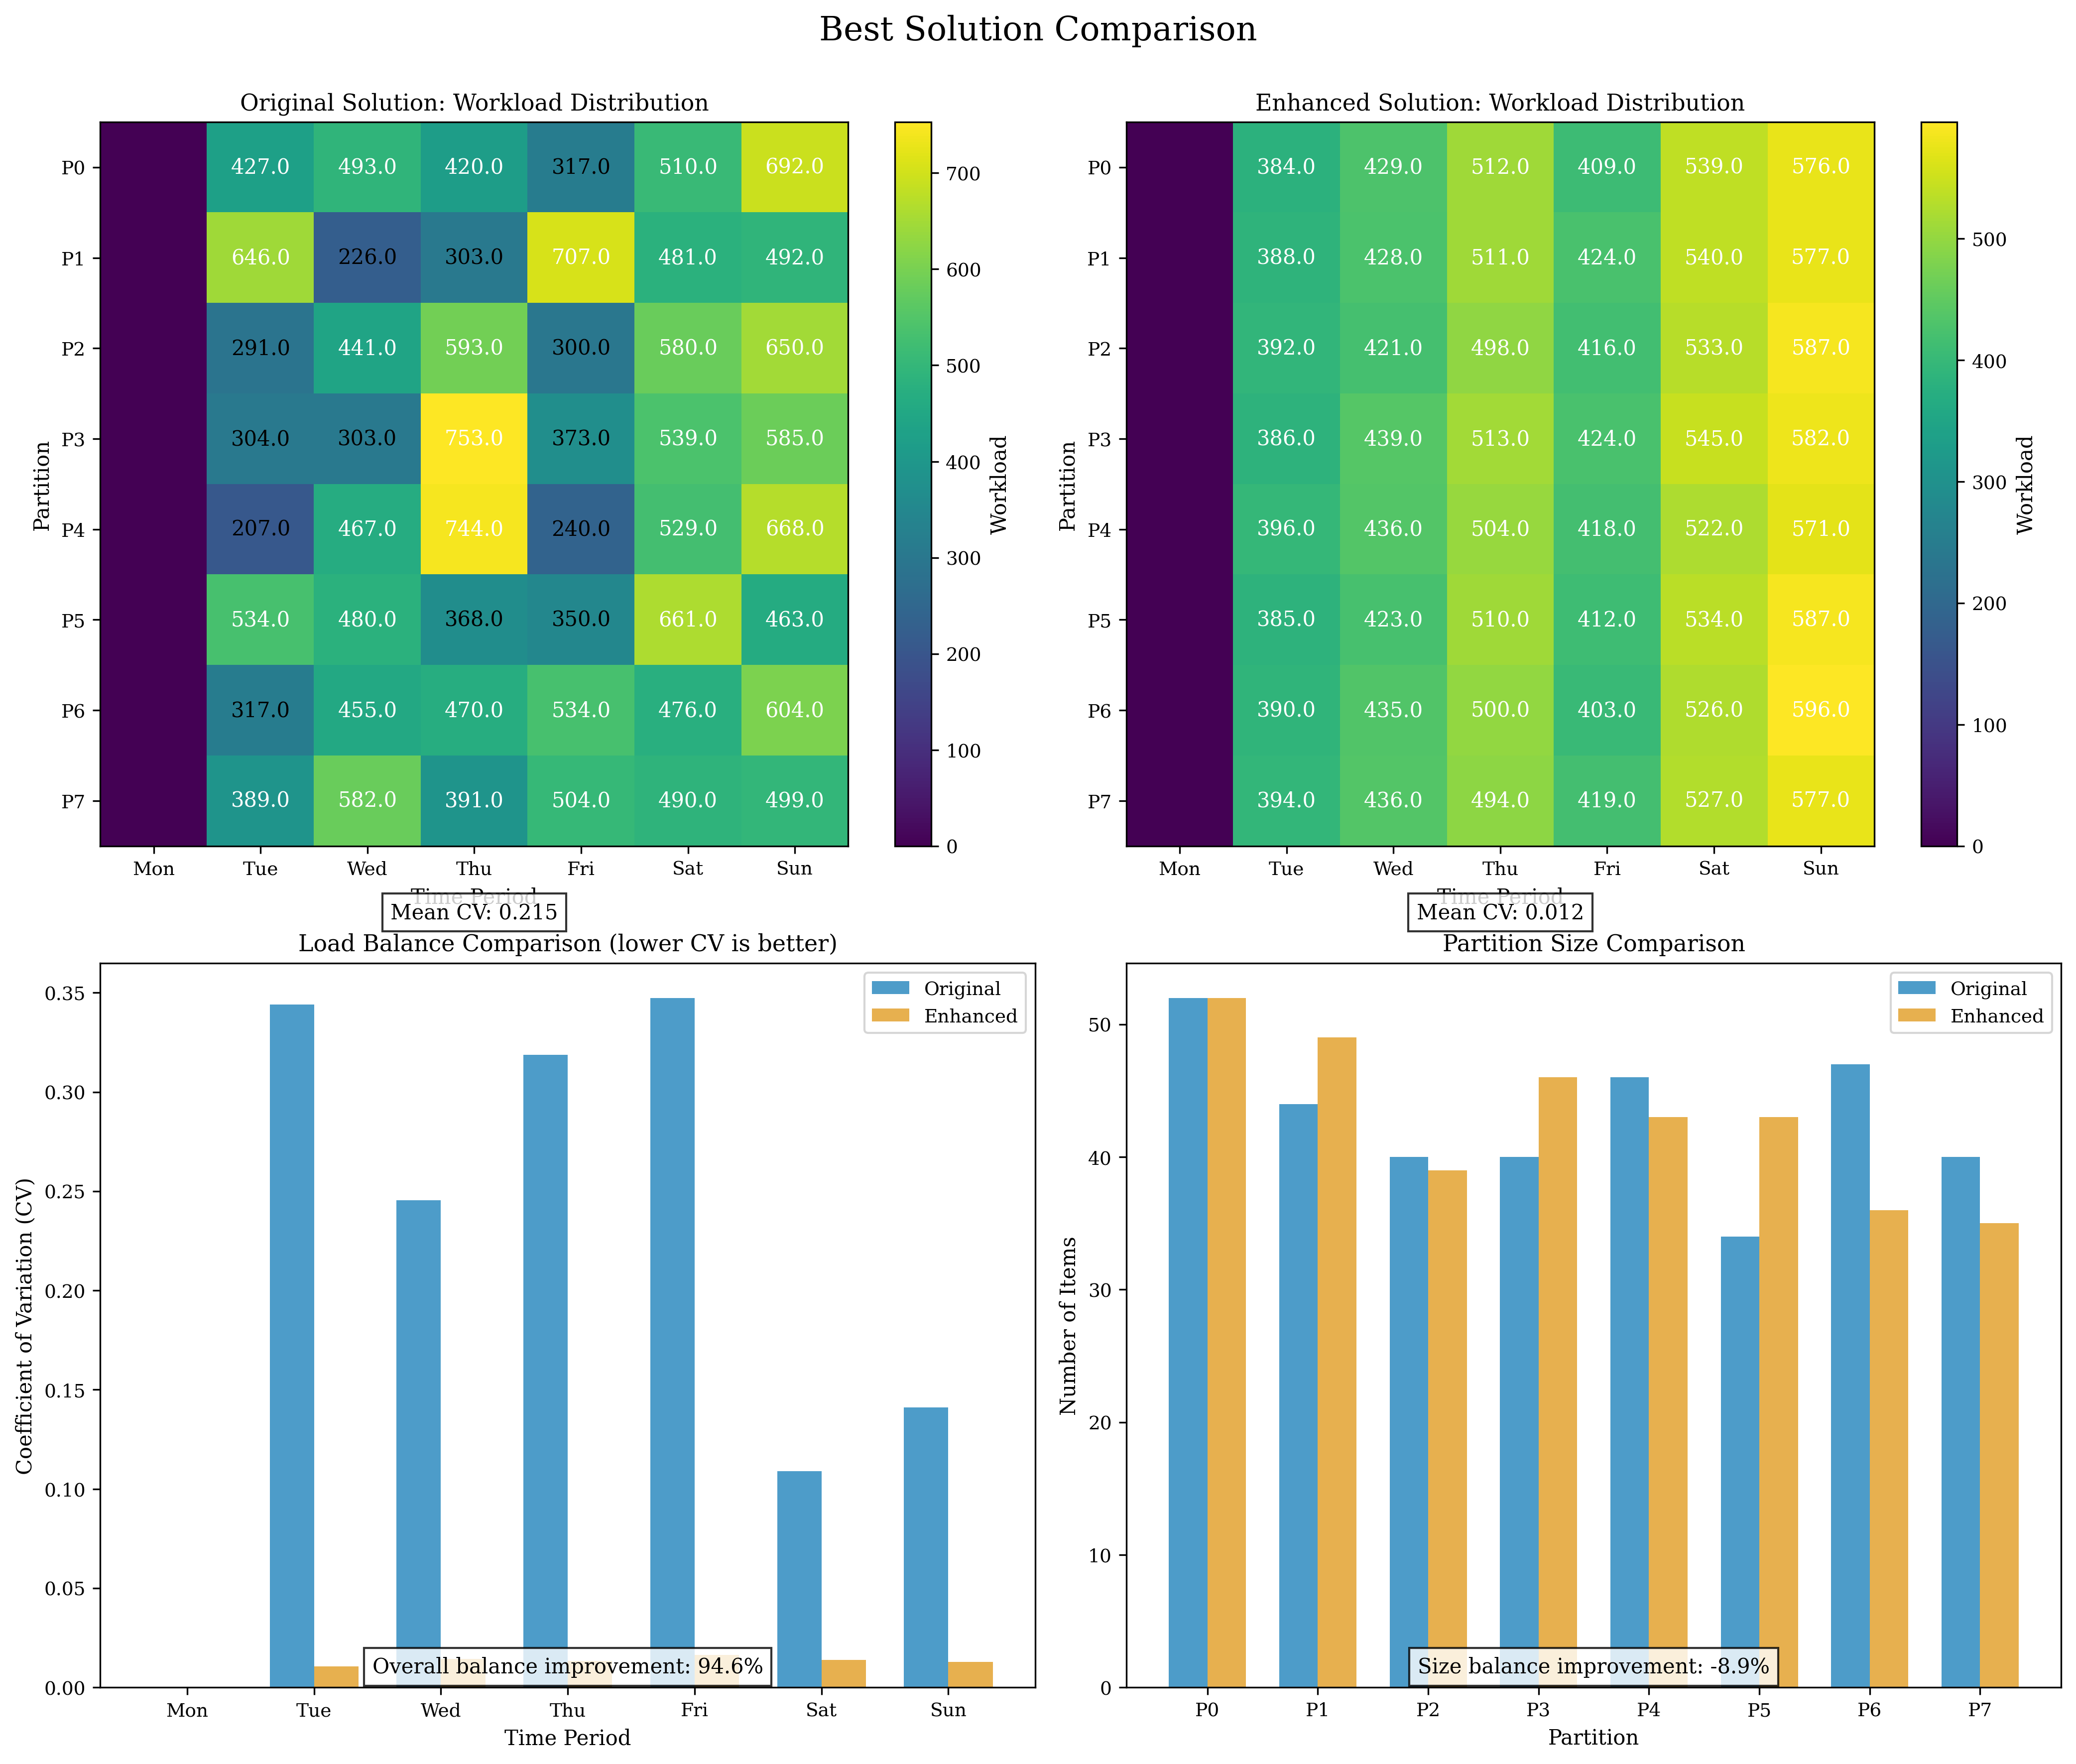 Best Solution Comparison
Original Solution: Workload Distribution
P0 427.0 493.0 420.0 317.0 510.0 692.0
P1 646.0 226.0 303.0 707.0 481.0 492.0
P2 291.0 441.0 593.0 300.0 580.0 650.0
P3 304.0 303.0 753.0 373.0 539.0 585.0
P4 207.0 467.0 744.0 240.0 529.0 668.0
P5 534.0 480.0 368.0 350.0 661.0 463.0
P6 317.0 455.0 470.0 534.0 476.0 604.0
P7 389.0 582.0 391.0 504.0 490.0 499.0
Partition
Mon Tue Wed Thu Fri Sat Sun
Time Period
Mean CV: 0.215
700
600
500
400
300
200
100
0
Workload
Enhanced Solution: Workload Distribution
P0 384.0 429.0 512.0 409.0 539.0 576.0
P1 388.0 428.0 511.0 424.0 540.0 577.0
P2 392.0 421.0 498.0 416.0 533.0 587.0
P3 386.0 439.0 513.0 424.0 545.0 582.0
P4 396.0 436.0 504.0 418.0 522.0 571.0
P5 385.0 423.0 510.0 412.0 534.0 587.0
P6 390.0 435.0 500.0 403.0 526.0 596.0
P7 394.0 436.0 494.0 419.0 527.0 577.0
Partition
Mon Tue Wed Thu Fri Sat Sun
Time Period
Mean CV: 0.012
500
400
300
200
100
0
Workload
Load Balance Comparison (lower CV is better)
Original
Enhanced
0.35
0.30
0.25
0.20
0.15
0.10
0.05
0.00
Coefficient of Variation (CV)
Overall balance improvement: 94.6%
Mon Tue Wed Thu Fri Sat Sun
Time Period
Partition Size Comparison
Original
Enhanced
50
40
30
20
10
0
Number of Items
Size balance improvement: -8.9%
P0 P1 P2 P3 P4 P5 P6 P7
Partition